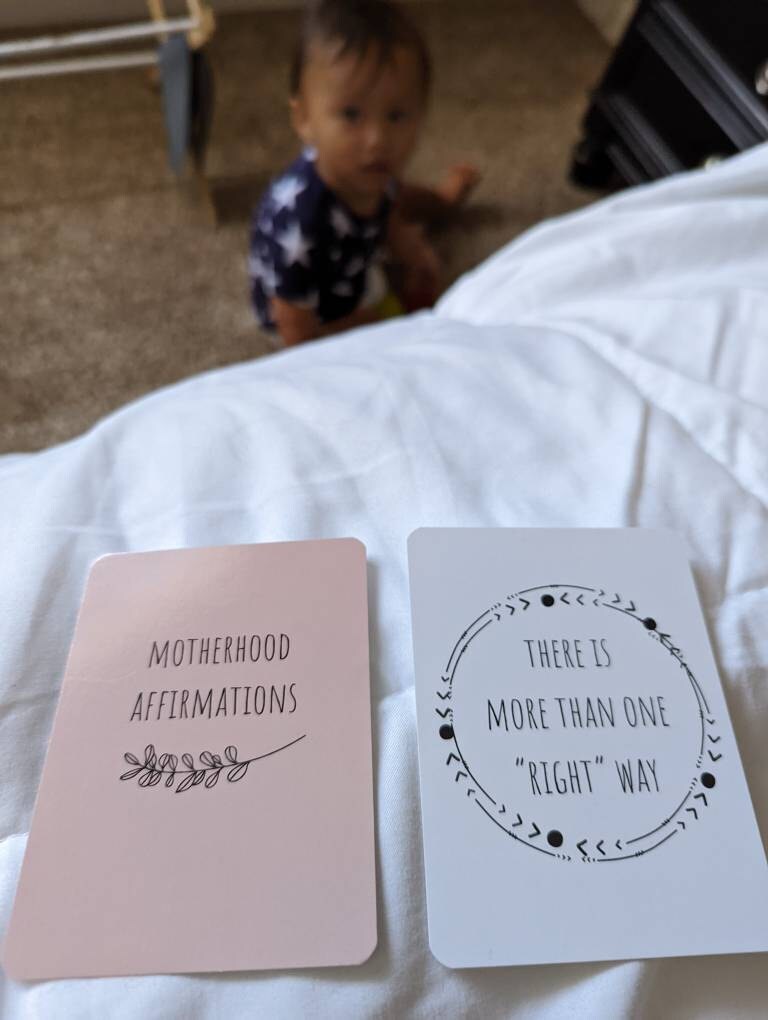 MOTHERHOOD
AFFIRMATIONS
THERE IS
MORE THAN ONE
"RIGHT" WAY